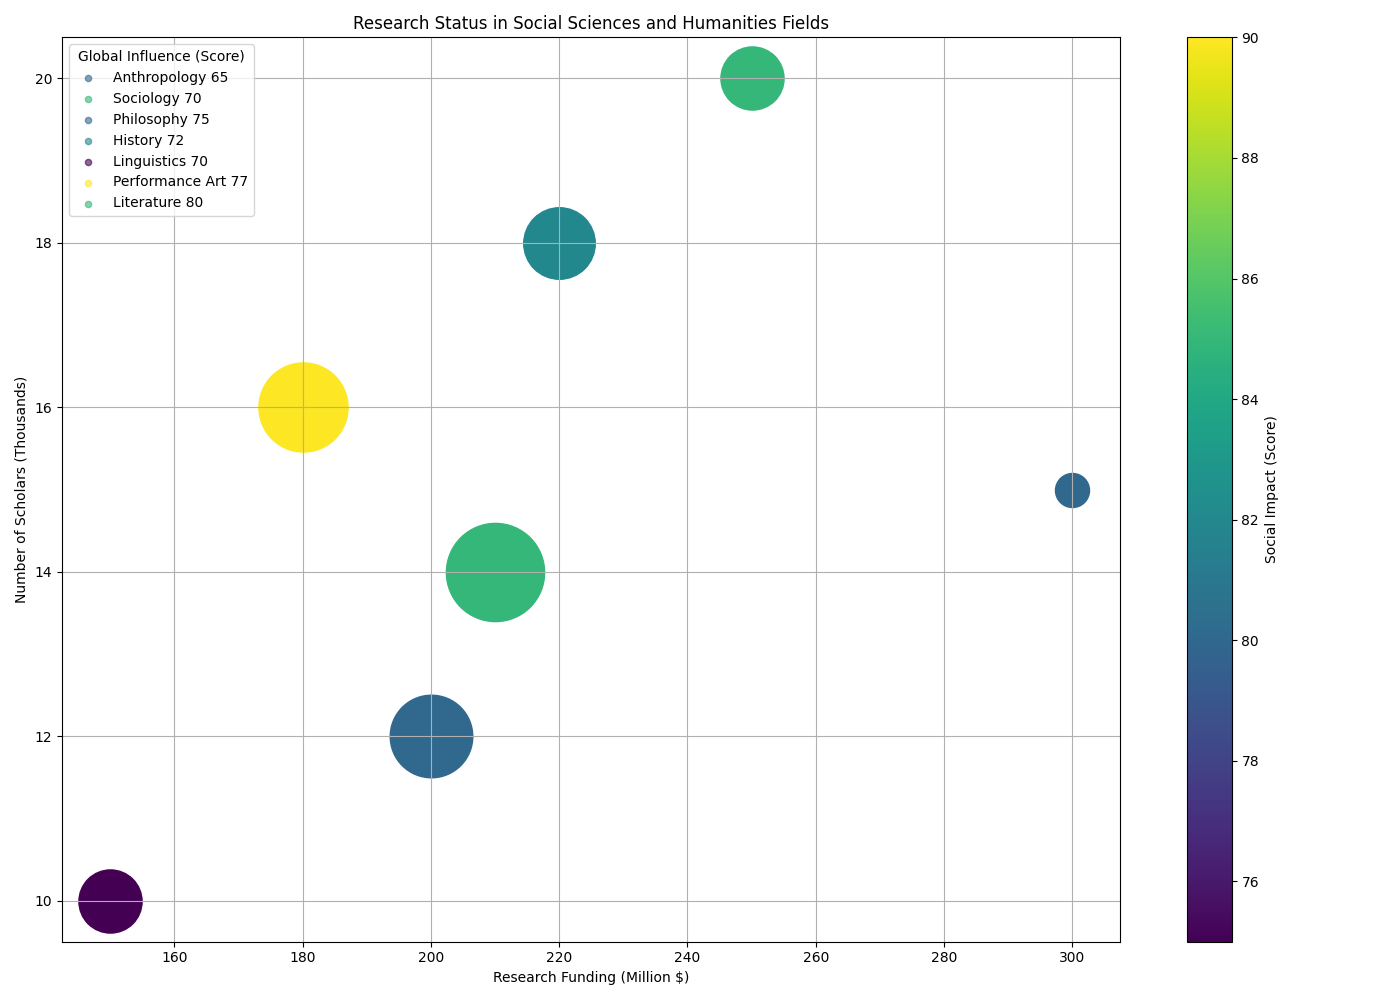 Research Status in Social Sciences and Humanities Fields
Global Influence (Score)
Anthropology 65
Sociology 70
Philosophy 75
History 72
Linguistics 70
Performance Art 77
Literature 80
20
18
16
14
12
10
Number of Scholars (Thousands)
160
180
200
220
240
260
280
300
Research Funding (Million $)
90
88
86
84
82
80
78
76
Social Impact (Score)